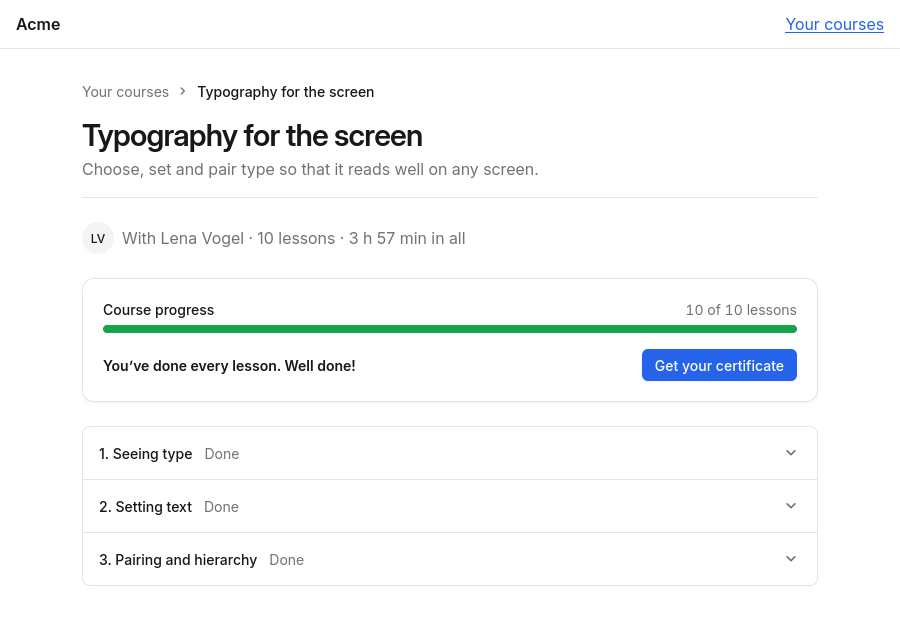 Acme
Your courses
Your courses > Typography for the screen
Typography for the screen
Choose, set and pair type so that it reads well on any screen.
LV With Lena Vogel · 10 lessons · 3 h 57 min in all
Course progress 10 of 10 lessons
You’ve done every lesson. Well done! Get your certificate
1. Seeing type Done
2. Setting text Done
3. Pairing and hierarchy Done